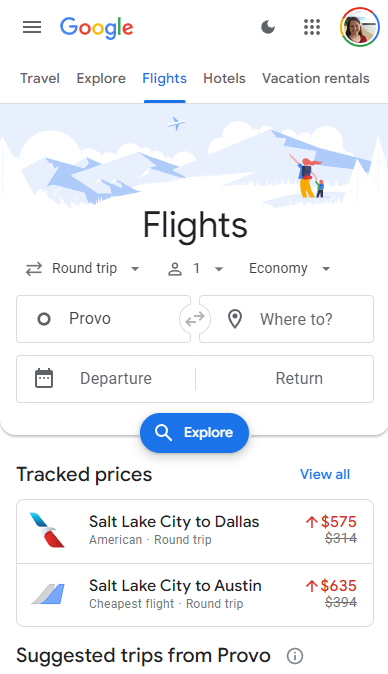 Google
Travel Explore Flights Hotels Vacation rentals
Flights
Round trip 1 Economy
Provo Where to?
Departure Return
Explore
Tracked prices View all
Salt Lake City to Dallas $575
American · Round trip $314
Salt Lake City to Austin $635
Cheapest flight · Round trip $394
Suggested trips from Provo